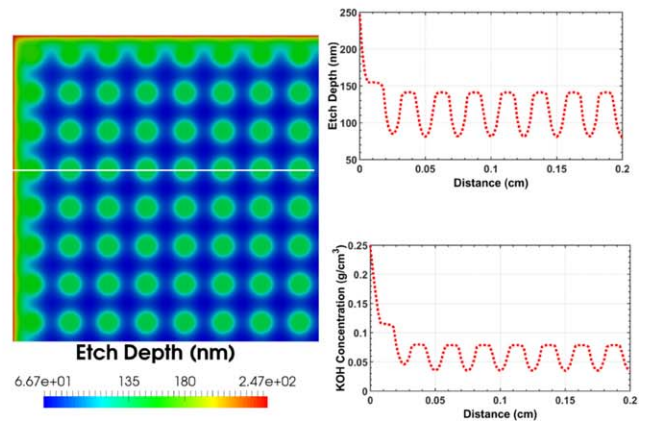 Etch Depth (nm)
6.67e+01 135 180 2.47e+02
250
200
150
100
50
Etch Depth (nm)
0 0.05 0.1 0.15 0.2
Distance (cm)
0.25
0.2
0.15
0.1
0.05
0
KOH Concentration (g/cm³)
0 0.05 0.1 0.15 0.2
Distance (cm)